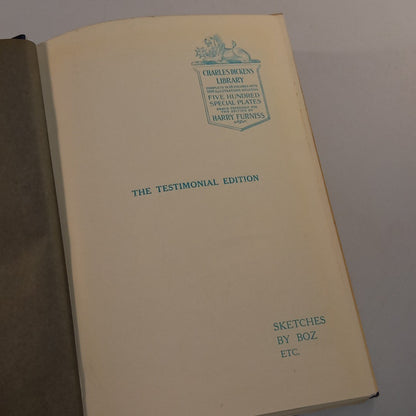 CHARLES DICKENS
LIBRARY
FIVE HUNDRED
SPECIAL PLATES
HARRY FURNISS
THE TESTIMONIAL EDITION
SKETCHES
BY BOZ
ETC.